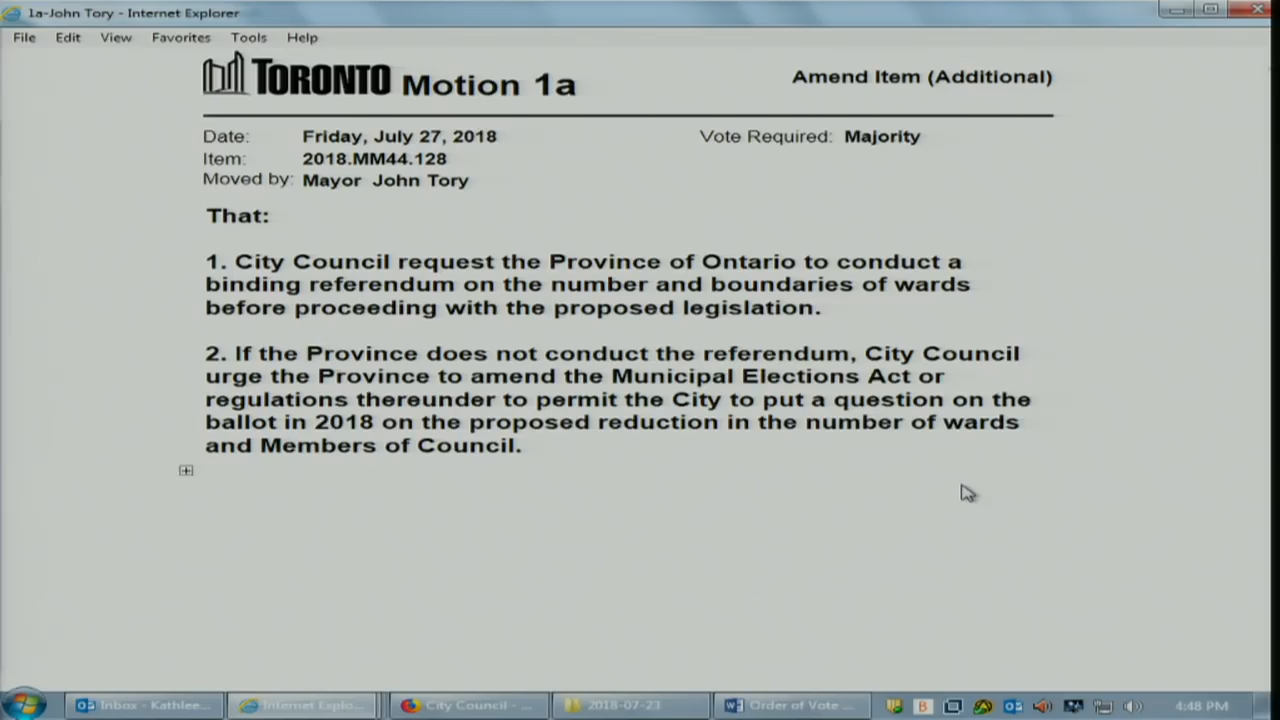 1a-John Tory - Internet Explorer
File Edit View Favorites Tools Help
TORONTO Motion 1a
Amend Item (Additional)
Date: Friday, July 27, 2018
Vote Required: Majority
Item: 2018.MM44.128
Moved by: Mayor John Tory
That:
1. City Council request the Province of Ontario to conduct a
binding referendum on the number and boundaries of wards
before proceeding with the proposed legislation.
2. If the Province does not conduct the referendum, City Council
urge the Province to amend the Municipal Elections Act or
regulations thereunder to permit the City to put a question on the
ballot in 2018 on the proposed reduction in the number of wards
and Members of Council.
Inbox - Kathlee... Internet Explo... City Council - ... 2018-07-23 Order of Vote ... B 4:48 PM